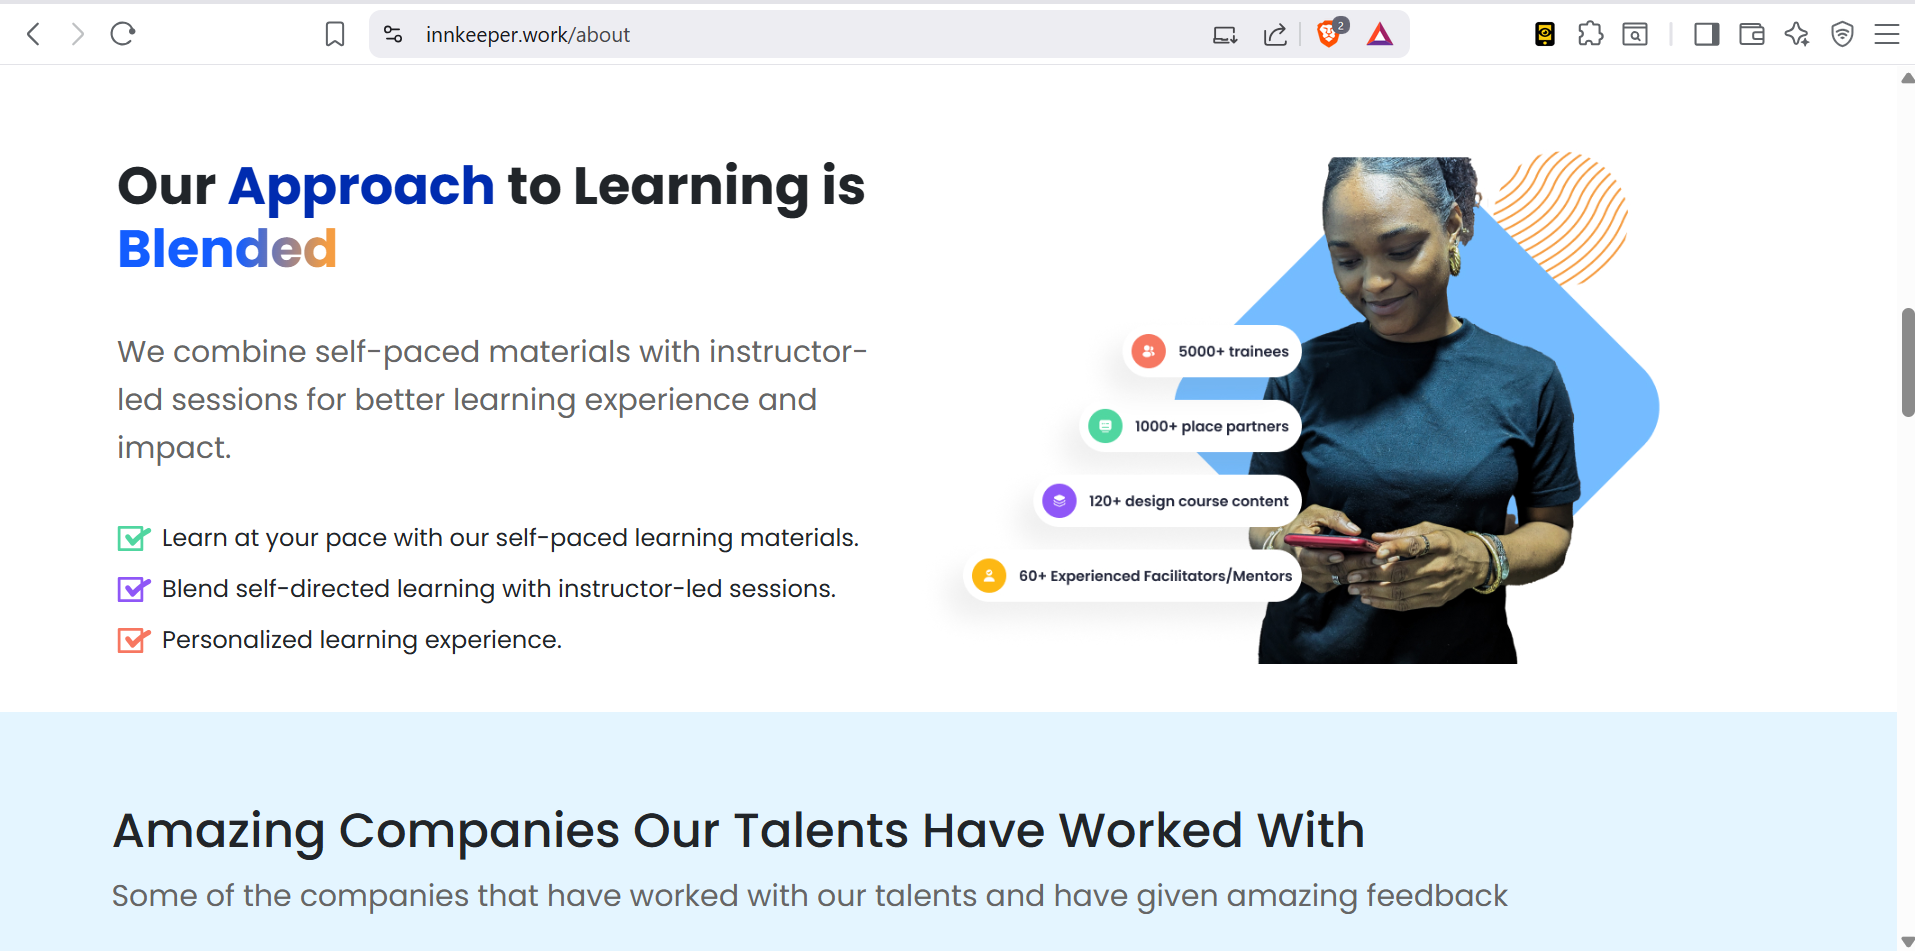 2
innkeeper.work/about
Our Approach to Learning is
Blended
We combine self-paced materials with instructor-
led sessions for better learning experience and
impact.
Learn at your pace with our self-paced learning materials.
Blend self-directed learning with instructor-led sessions.
Personalized learning experience.
5000+ trainees
1000+ place partners
120+ design course content
60+ Experienced Facilitators/Mentors
Amazing Companies Our Talents Have Worked With
Some of the companies that have worked with our talents and have given amazing feedback